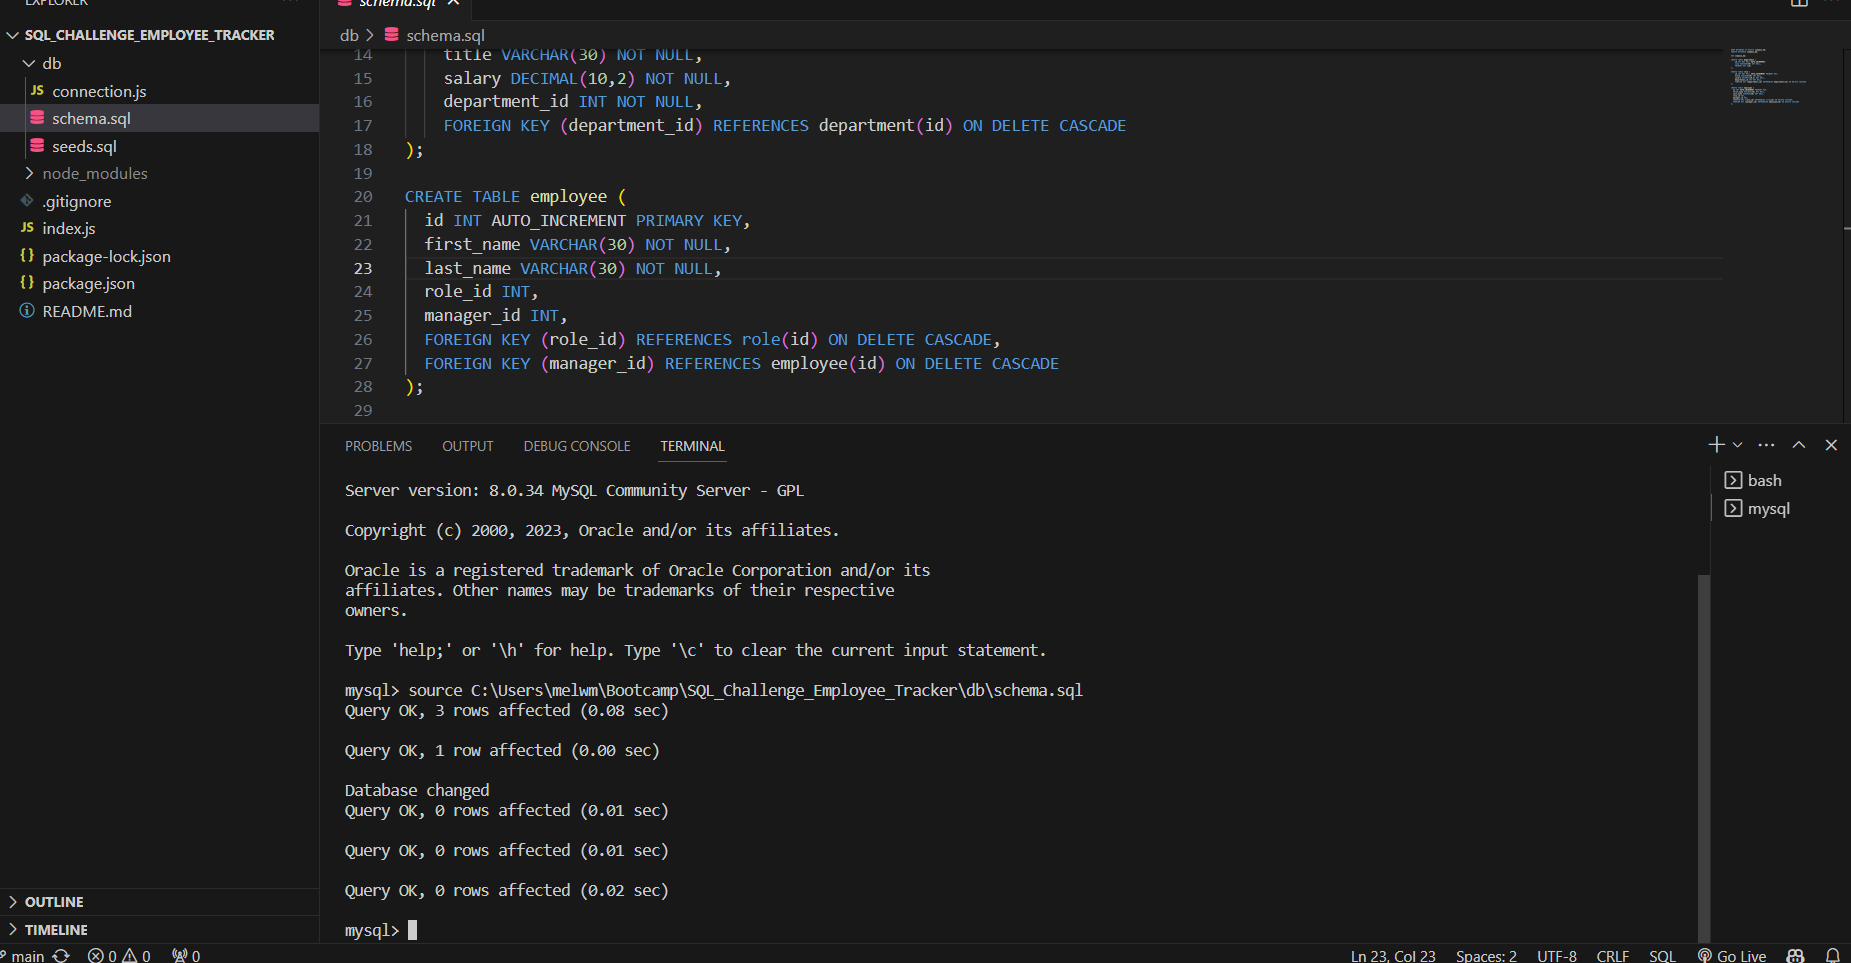 EXPLORER
schema.sql
SQL_CHALLENGE_EMPLOYEE_TRACKER
db
JS connection.js
schema.sql
seeds.sql
node_modules
.gitignore
JS index.js
{} package-lock.json
{} package.json
README.md
OUTLINE
TIMELINE
db > schema.sql
14 title VARCHAR(30) NOT NULL,
15 salary DECIMAL(10,2) NOT NULL,
16 department_id INT NOT NULL,
17 FOREIGN KEY (department_id) REFERENCES department(id) ON DELETE CASCADE
18 );
19
20 CREATE TABLE employee (
21 id INT AUTO_INCREMENT PRIMARY KEY,
22 first_name VARCHAR(30) NOT NULL,
23 last_name VARCHAR(30) NOT NULL,
24 role_id INT,
25 manager_id INT,
26 FOREIGN KEY (role_id) REFERENCES role(id) ON DELETE CASCADE,
27 FOREIGN KEY (manager_id) REFERENCES employee(id) ON DELETE CASCADE
28 );
29
PROBLEMS OUTPUT DEBUG CONSOLE TERMINAL
bash
mysql
Server version: 8.0.34 MySQL Community Server - GPL
Copyright (c) 2000, 2023, Oracle and/or its affiliates.
Oracle is a registered trademark of Oracle Corporation and/or its
affiliates. Other names may be trademarks of their respective
owners.
Type 'help;' or '\h' for help. Type '\c' to clear the current input statement.
mysql> source C:\Users\melwm\Bootcamp\SQL_Challenge_Employee_Tracker\db\schema.sql
Query OK, 3 rows affected (0.08 sec)
Query OK, 1 row affected (0.00 sec)
Database changed
Query OK, 0 rows affected (0.01 sec)
Query OK, 0 rows affected (0.01 sec)
Query OK, 0 rows affected (0.02 sec)
mysql>
main 0 0 0 Ln 23, Col 23 Spaces: 2 UTF-8 CRLF SQL Go Live